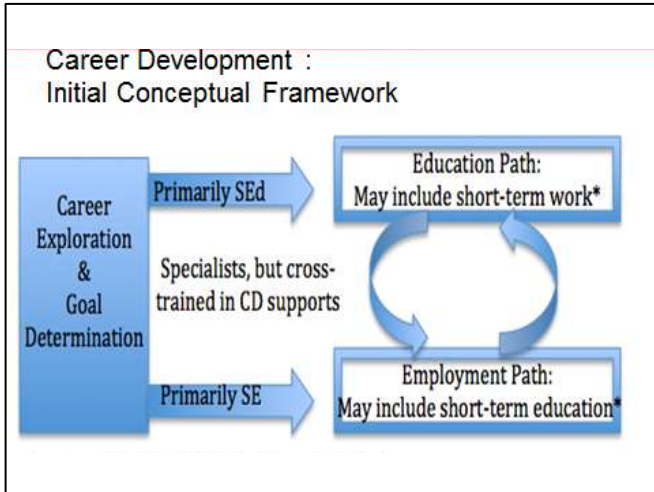 Career Development :
Initial Conceptual Framework
Career
Exploration
&
Goal
Determination
Primarily SEd
Specialists, but cross-
trained in CD supports
Primarily SE
Education Path:
May include short-term work*
Employment Path:
May include short-term education*